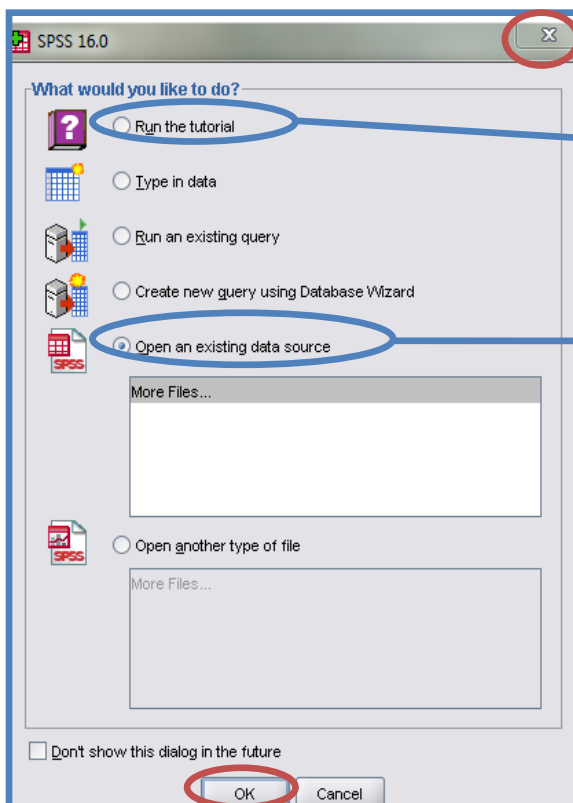 SPSS 16.0
What would you like to do?
Run the tutorial
Type in data
Run an existing query
Create new query using Database Wizard
Open an existing data source
SPSS
More Files...
Open another type of file
SPSS
More Files...
Don't show this dialog in the future
OK Cancel